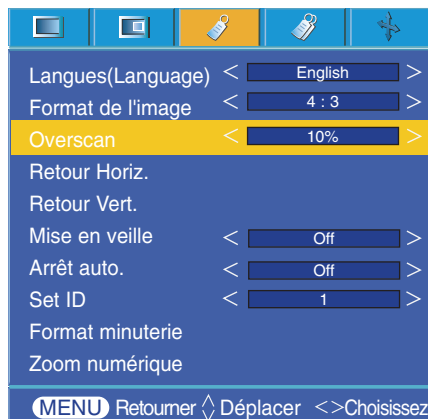 Langues(Language) < English >
Format de l'image < 4 : 3 >
Overscan < 10% >
Retour Horiz.
Retour Vert.
Mise en veille < Off >
Arrêt auto. < Off >
Set ID < 1 >
Format minuterie
Zoom numérique
MENU Retourner Déplacer <>Choisissez